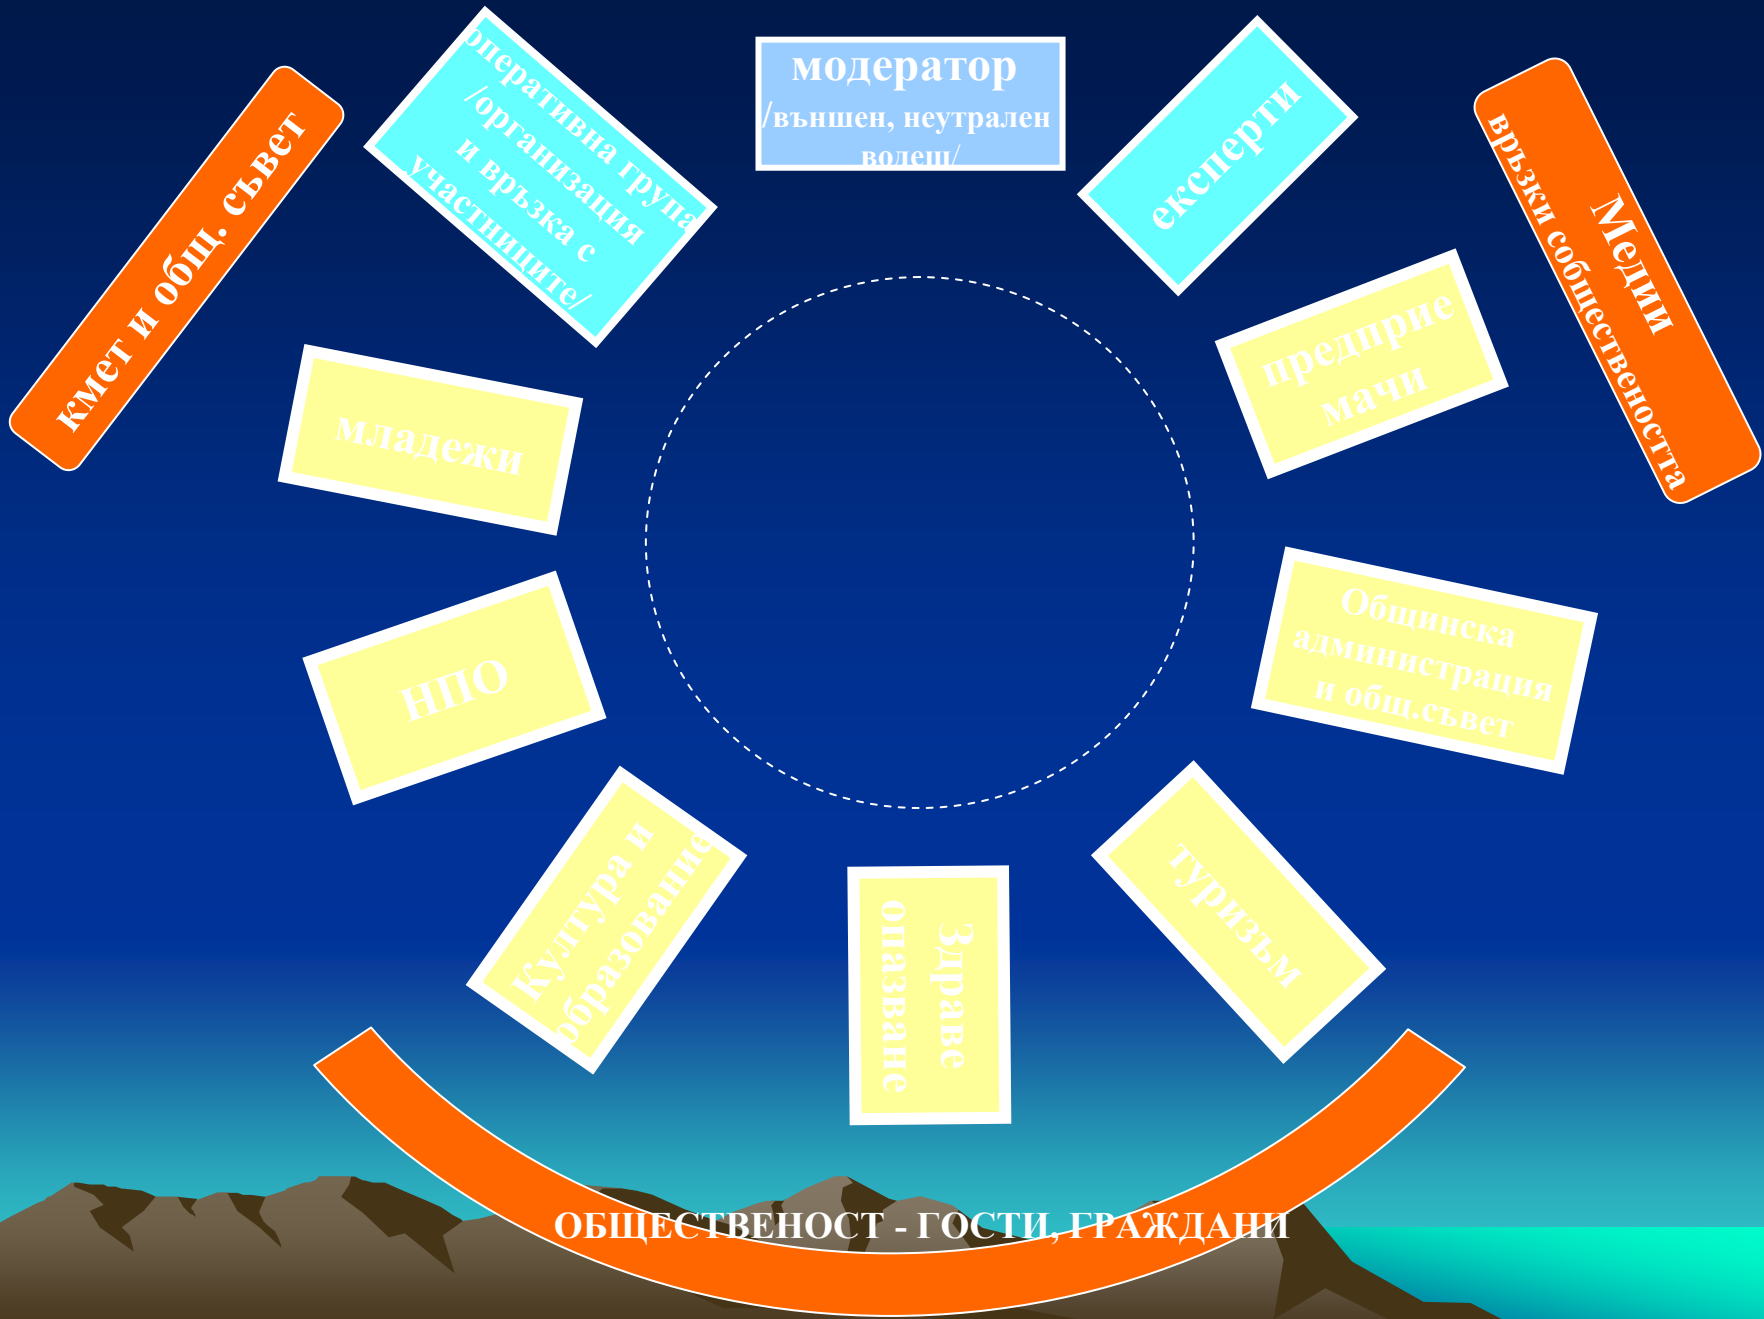 кмет и общ. съвет
оперативна група
/организация
и връзка с
участниците/
модератор
/външен, неутрален
водещ/
експерти
Медии
връзки собществеността
предприе
мачи
младежи
Общинска
администрация
и общ.съвет
НПО
Култура и
образование
Здраве
опазване
туризъм
ОБЩЕСТВЕНОСТ - ГОСТИ, ГРАЖДАНИ